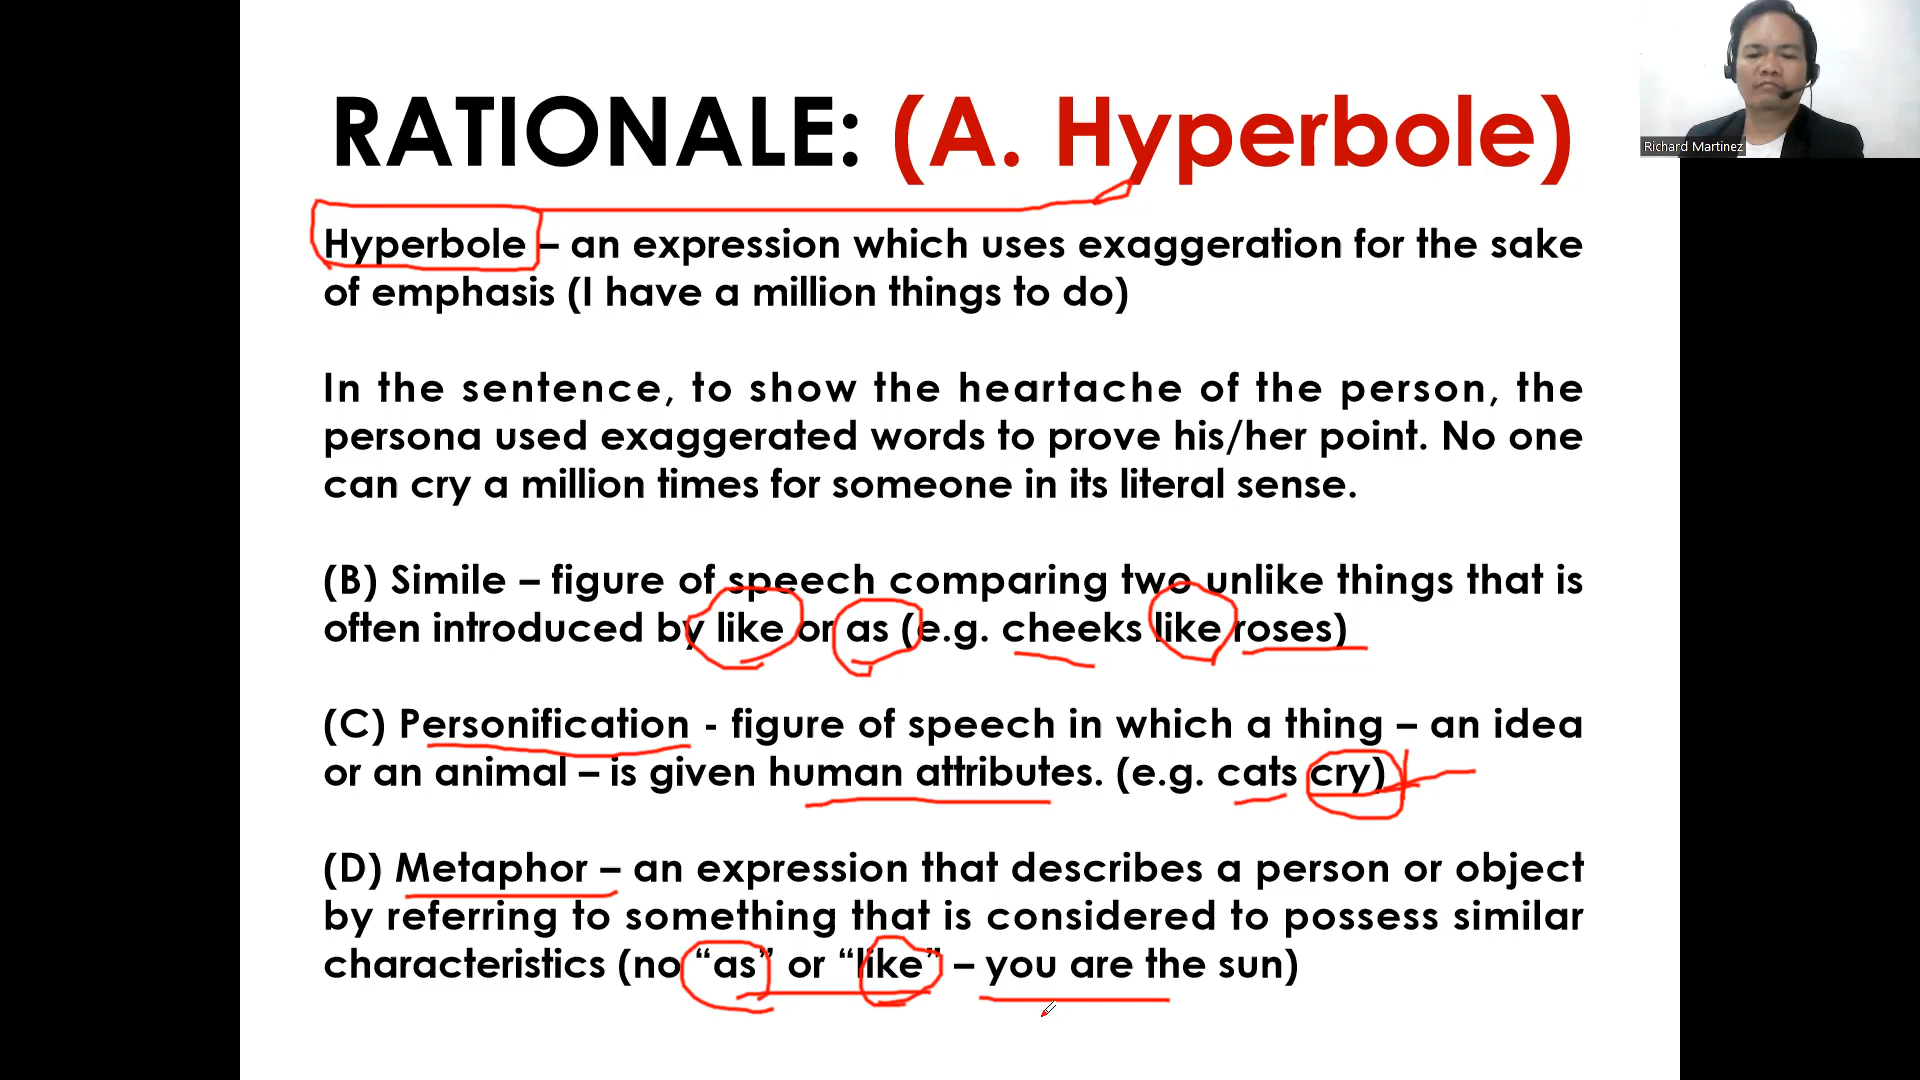 RATIONALE: (A. Hyperbole)
Richard Martinez
Hyperbole – an expression which uses exaggeration for the sake
of emphasis (I have a million things to do)
In the sentence, to show the heartache of the person, the
persona used exaggerated words to prove his/her point. No one
can cry a million times for someone in its literal sense.
(B) Simile – figure of speech comparing two unlike things that is
often introduced by like or as (e.g. cheeks like roses)
(C) Personification - figure of speech in which a thing – an idea
or an animal – is given human attributes. (e.g. cats cry)
(D) Metaphor – an expression that describes a person or object
by referring to something that is considered to possess similar
characteristics (no “as” or “like” – you are the sun)